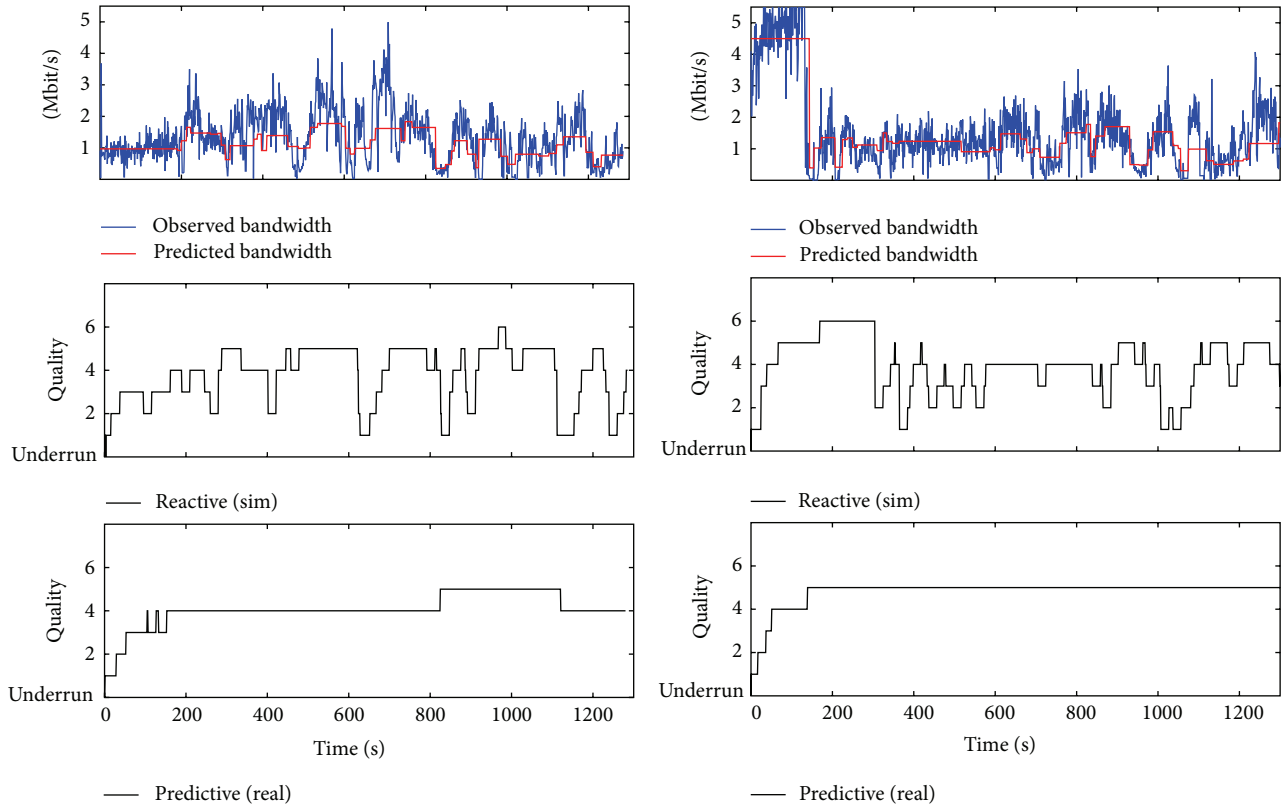 5
4
3
2
1
(Mbit/s)
Observed bandwidth
Predicted bandwidth
6
4
2
Underrun
Quality
Reactive (sim)
6
4
2
Underrun
Quality
0 200 400 600 800 1000 1200
Time (s)
Predictive (real)
5
4
3
2
1
(Mbit/s)
Observed bandwidth
Predicted bandwidth
6
4
2
Underrun
Quality
Reactive (sim)
6
4
2
Underrun
Quality
0 200 400 600 800 1000 1200
Time (s)
Predictive (real)